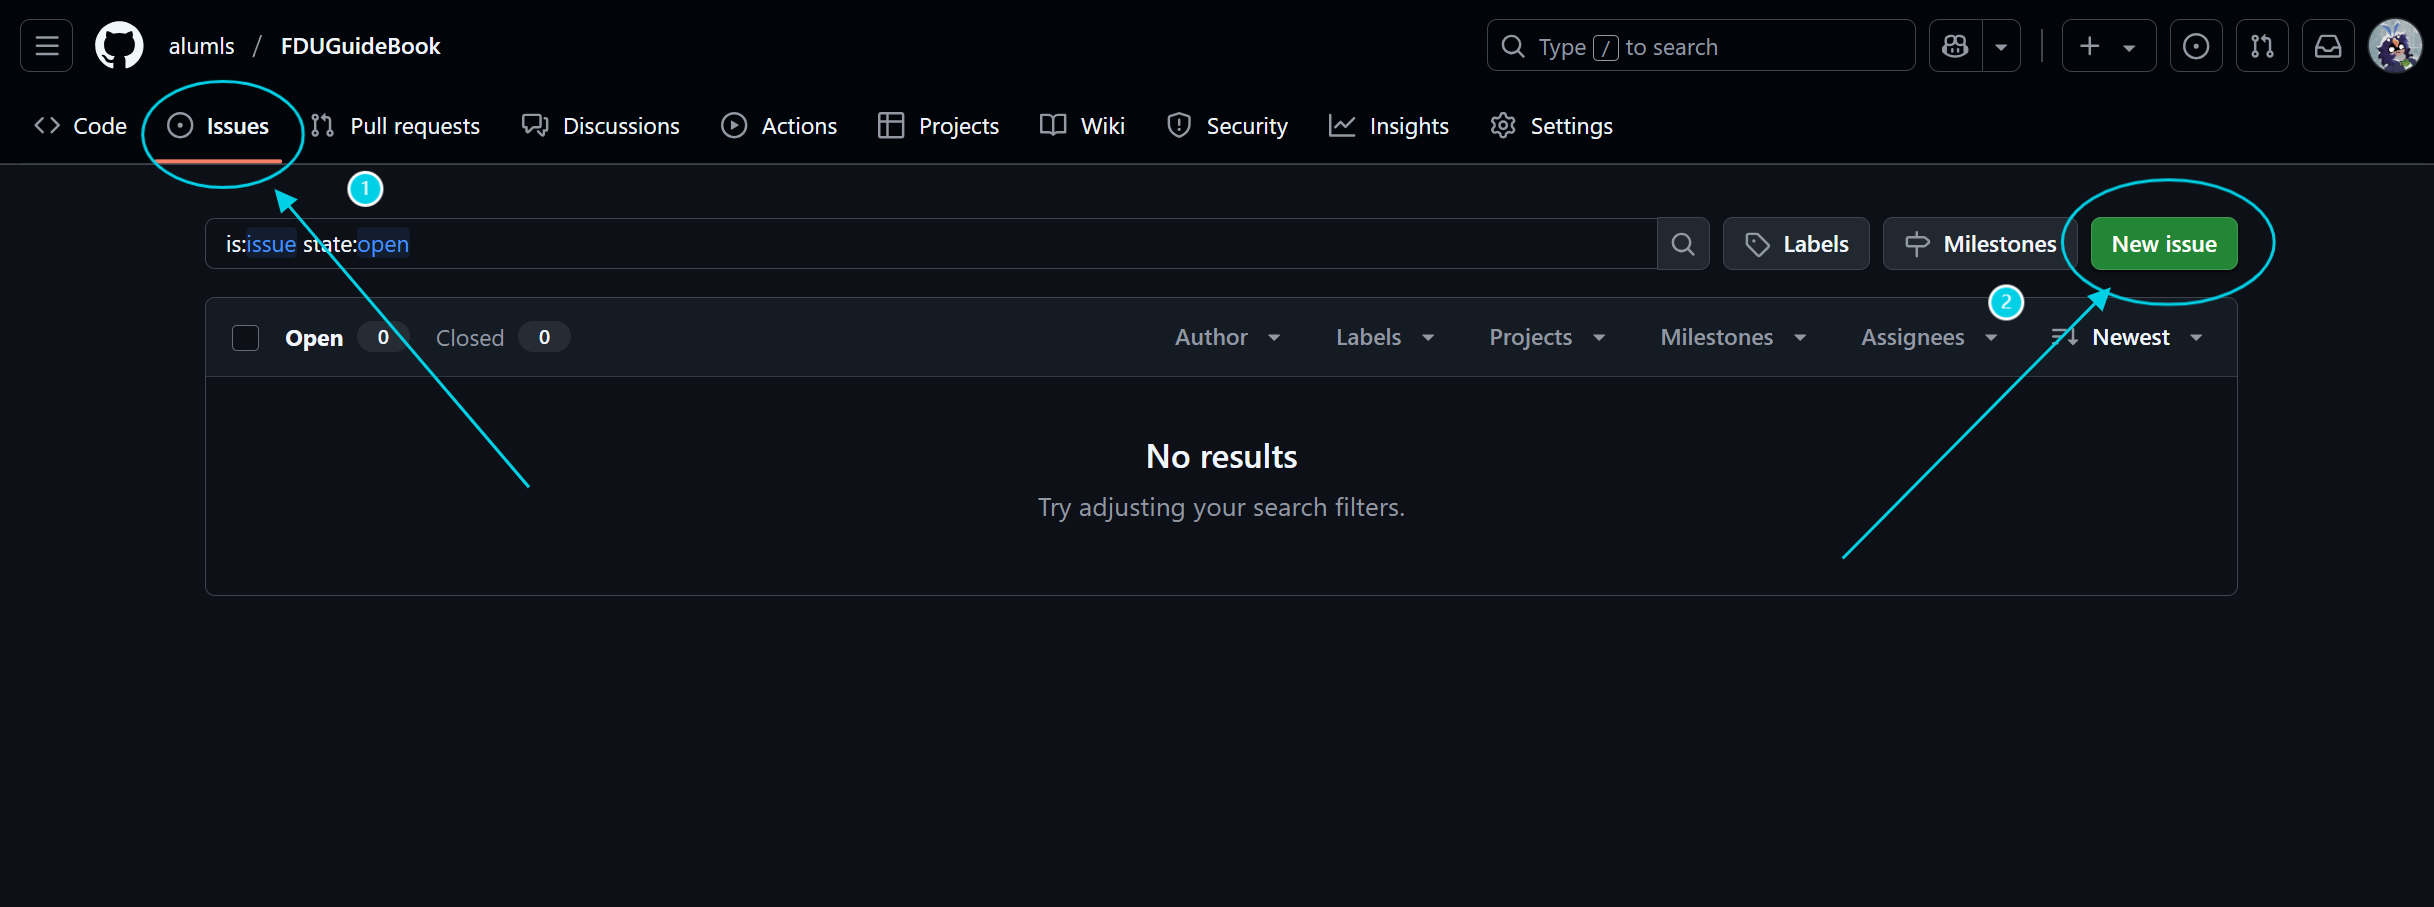 alumls / FDUGuideBook
Type / to search
Code Issues Pull requests Discussions Actions Projects Wiki Security Insights Settings
1
is:issue state:open
Labels Milestones New issue
2
Open 0 Closed 0 Author Labels Projects Milestones Assignees Newest
No results
Try adjusting your search filters.